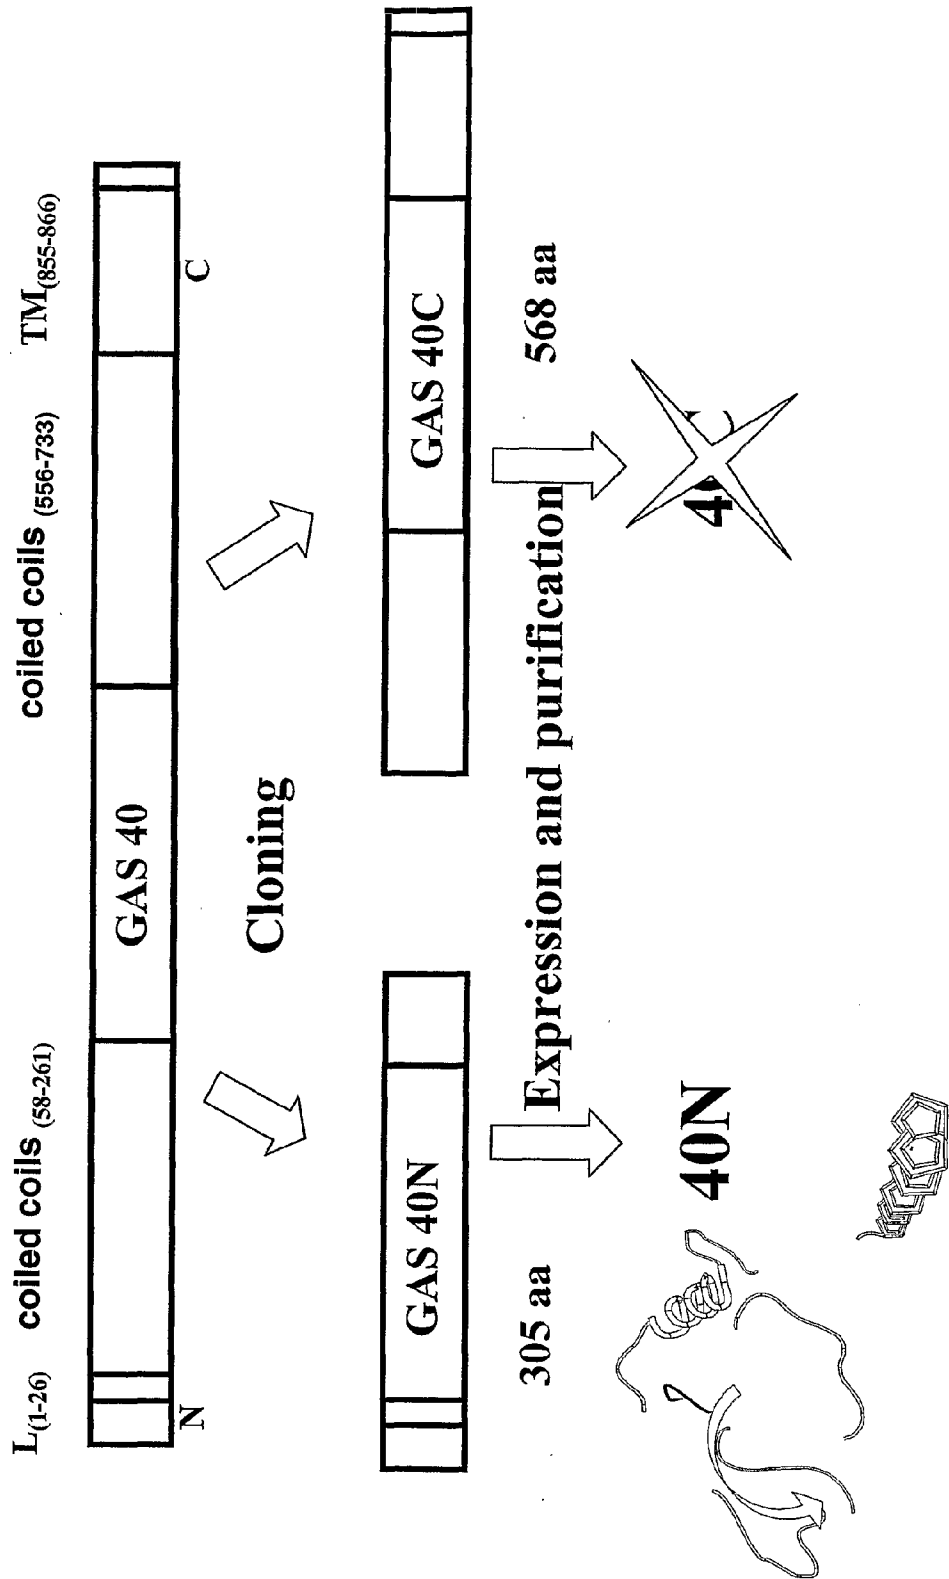 L(1-26) coiled coils (58-261) coiled coils (556-733) TM(855-866)
GAS 40
N C
Cloning
GAS 40N GAS 40C
305 aa 568 aa
Expression and purification
40N